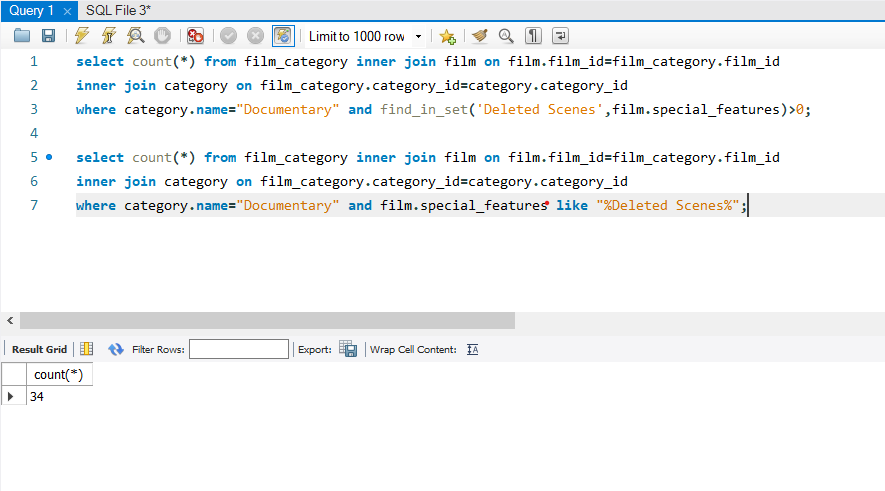 Query 1 × SQL File 3*
Limit to 1000 row
1 select count(*) from film_category inner join film on film.film_id=film_category.film_id
2 inner join category on film_category.category_id=category.category_id
3 where category.name="Documentary" and find_in_set('Deleted Scenes',film.special_features)>0;
4
5 select count(*) from film_category inner join film on film.film_id=film_category.film_id
6 inner join category on film_category.category_id=category.category_id
7 where category.name="Documentary" and film.special_features like "%Deleted Scenes%";
Result Grid Filter Rows: Export: Wrap Cell Content:
count(*)
34